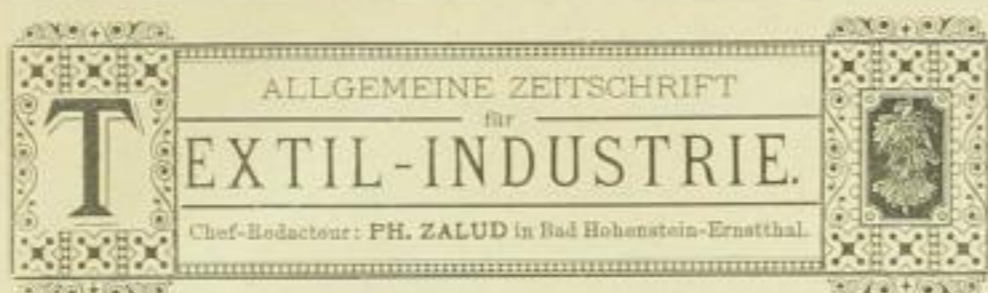 ALLGEMEINE ZEITSCHRIFT
für
TEXTIL-INDUSTRIE.
Chef-Redacteur: PH. ZALUD in Bad Hohenstein-Ernstthal.